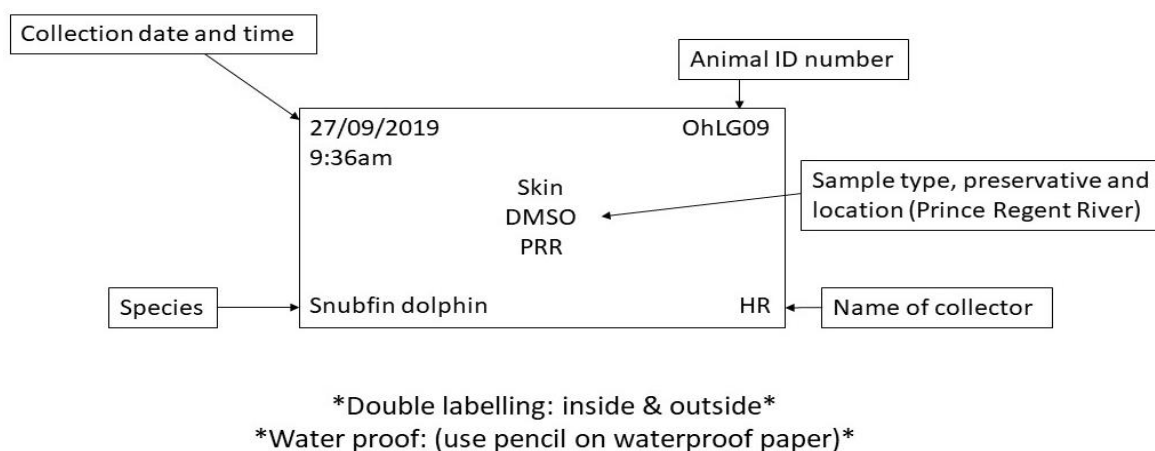 Collection date and time
Animal ID number
27/09/2019
OhLG09
9:36am
Skin
DMSO
PRR
Sample type, preservative and
location (Prince Regent River)
Species
Snubfin dolphin
HR
Name of collector
*Double labelling: inside & outside*
*Water proof: (use pencil on waterproof paper)*